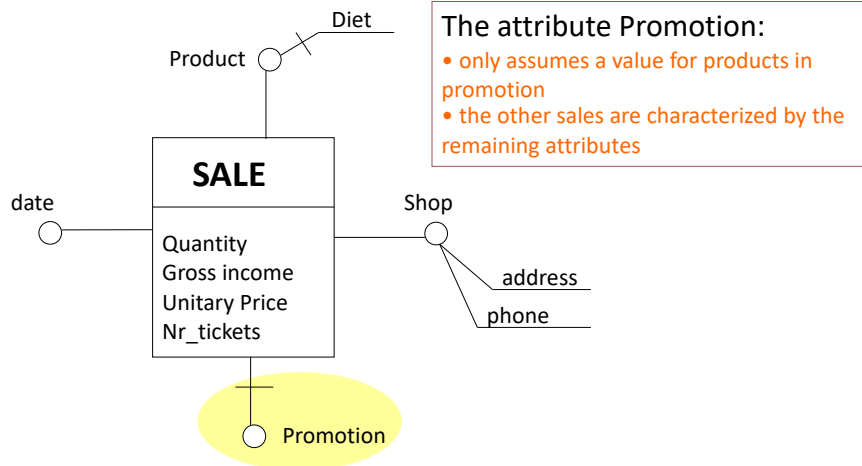 Diet
Product
The attribute Promotion:
• only assumes a value for products in
promotion
• the other sales are characterized by the
remaining attributes
SALE
date
Shop
Quantity
Gross income
Unitary Price
Nr_tickets
address
phone
Promotion